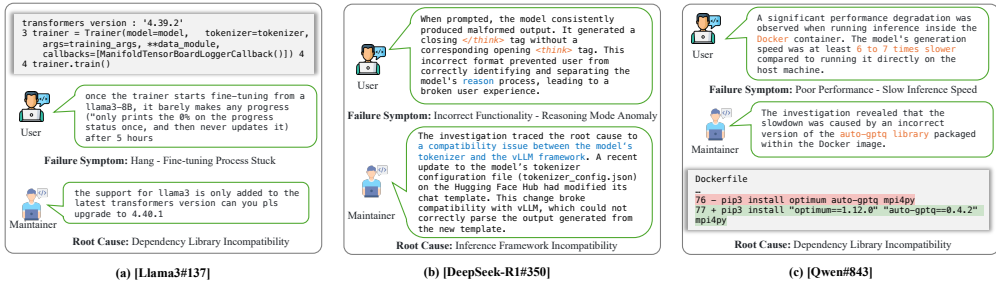 transformers version : '4.39.2'
3 trainer = Trainer(model=model, tokenizer=tokenizer,
args=training_args, **data_module,
callbacks=[ManifoldTensorBoardLoggerCallback()]) 4
4 trainer.train()
once the trainer starts fine-tuning from a
llama3-8B, it barely makes any progress
("only prints the 0% on the progress
status once, and then never updates it)
after 5 hours
User
Failure Symptom: Hang - Fine-tuning Process Stuck
the support for llama3 is only added to the
latest transformers version can you pls
upgrade to 4.40.1
Maintainer
Root Cause: Dependency Library Incompatibility
(a) [Llama3#137]
When prompted, the model consistently
produced malformed output. It generated a
closing </think> tag without a
corresponding opening <think> tag. This
incorrect format prevented user from
correctly identifying and separating the
model's reason process, leading to a
broken user experience.
User
Failure Symptom: Incorrect Functionality - Reasoning Mode Anomaly
The investigation traced the root cause to
a compatibility issue between the model's
tokenizer and the vLLM framework. A recent
update to the model's tokenizer
configuration file (tokenizer_config.json)
on the Hugging Face Hub had modified its
chat template. This change broke
compatibility with vLLM, which could not
correctly parse the output generated from
the new template.
Maintainer
Root Cause: Inference Framework Incompatibility
(b) [DeepSeek-R1#350]
A significant performance degradation was
observed when running inference inside the
Docker container. The model's generation
speed was at least 6 to 7 times slower
compared to running it directly on the
host machine.
User
Failure Symptom: Poor Performance - Slow Inference Speed
The investigation revealed that the
slowdown was caused by an incorrect
version of the auto-gptq library packaged
within the Docker image.
Maintainer
Dockerfile
…
76 - pip3 install optimum auto-gptq mpi4py
77 + pip3 install "optimum==1.12.0" "auto-gptq==0.4.2"
mpi4py
Root Cause: Dependency Library Incompatibility
(c) [Qwen#843]